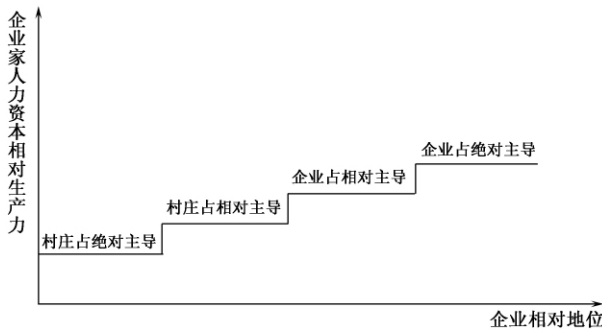 企业家人力资本相对生产力
企业占绝对主导
企业占相对主导
村庄占相对主导
村庄占绝对主导
企业相对地位